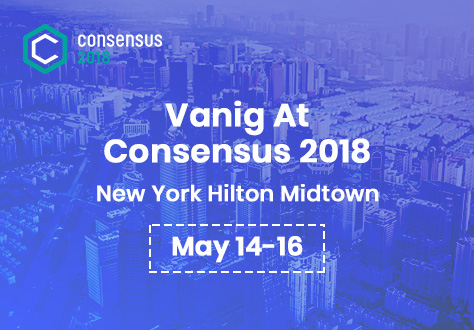 consensus
2018
Vanig At
Consensus 2018
New York Hilton Midtown
May 14-16